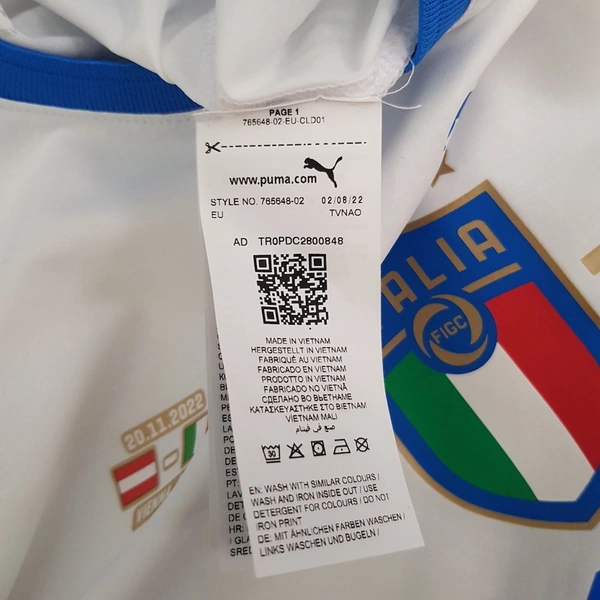 PAGE 1
765648-02-EU-CLD01
www.puma.com
STYLE NO. 765648-02 02/08/22
EU TVNAO
AD TR0PDC2800848
MADE IN VIETNAM
HERGESTELLT IN VIETNAM
FABRIQUÉ AU VIETNAM
FABRICADO EN VIETNAM
PRODOTTO IN VIETNAM
FABRICADO NO VIETNÃ
СДЕЛАНО ВО ВЬЕТНАМЕ
ΚΑΤΑΣΚΕΥΑΣΤΗΚΕ ΣΤΟ ΒΙΕΤΝΑΜ
VİETNAM MALI
صنع في فيتنام
EN: WASH WITH SIMILAR COLOURS /
WASH AND IRON INSIDE OUT / USE
DETERGENT FOR COLOURS / DO NOT
IRON PRINT
DE: MIT ÄHNLICHEN FARBEN WASCHEN /
LINKS WASCHEN UND BUGELN /
ALIA
FIGC
20.11.2022